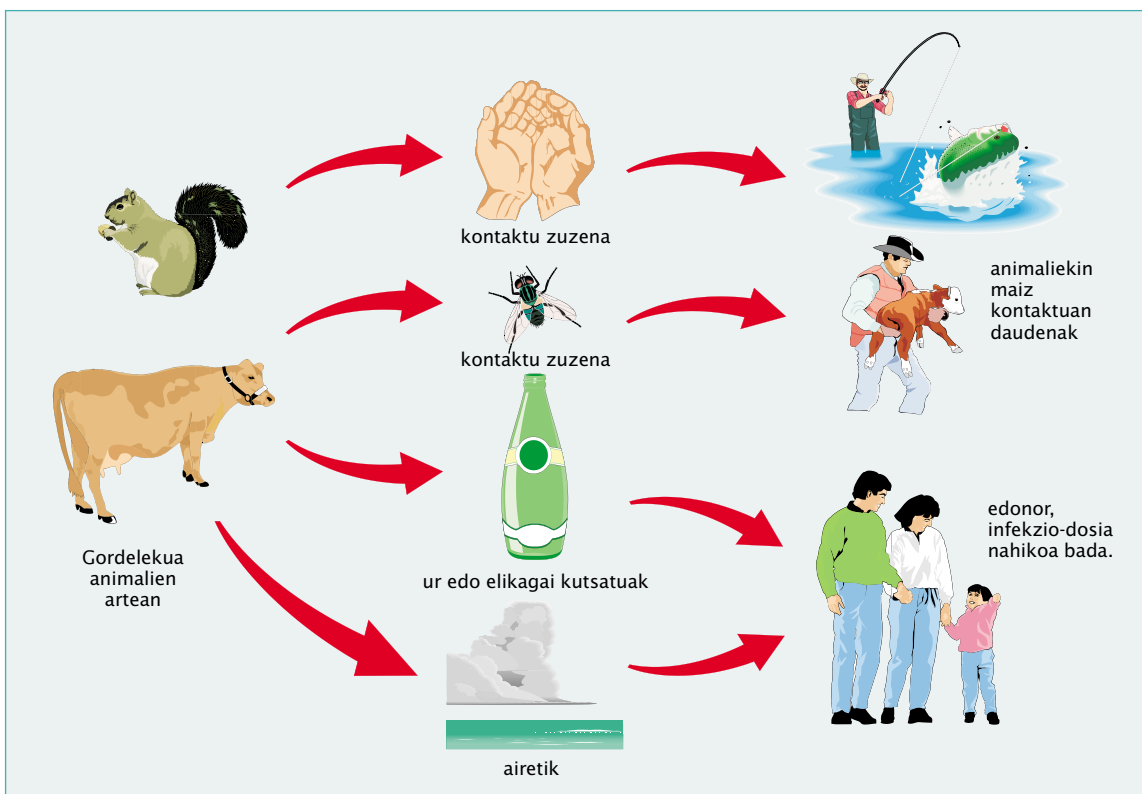 kontaktu zuzena
kontaktu zuzena
animaliekin
maiz
kontaktuan
daudenak
Gordelekua
animalien
artean
ur edo elikagai kutsatuak
edonor,
infekzio-dosia
nahikoa bada.
airetik